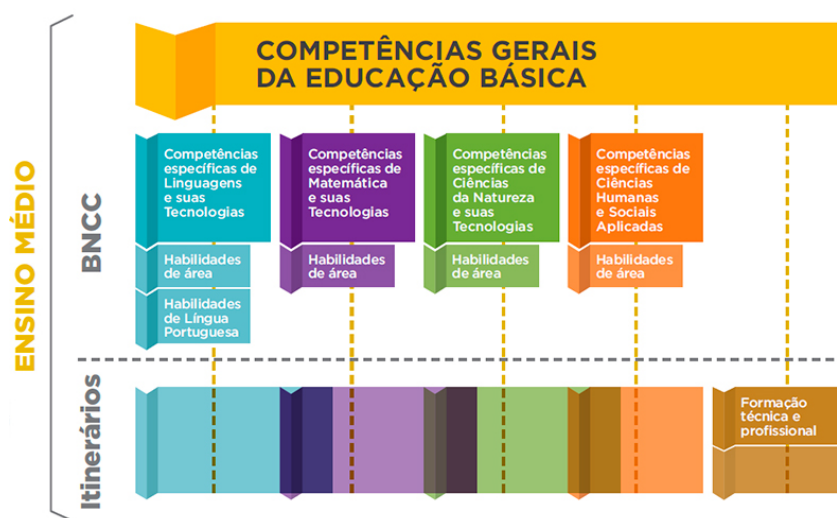 COMPETÊNCIAS GERAIS
DA EDUCAÇÃO BÁSICA
ENSINO MÉDIO
BNCC
Competências
específicas de
Linguagens
e suas
Tecnologias
Habilidades
de área
Habilidades
de Língua
Portuguesa
Competências
específicas de
Matemática
e suas
Tecnologias
Habilidades
de área
Competências
específicas de
Ciências
da Natureza
e suas
Tecnologias
Habilidades
de área
Competências
específicas de
Ciências
Humanas
e Sociais
Aplicadas
Habilidades
de área
Itinerários
Formação
técnica e
profissional